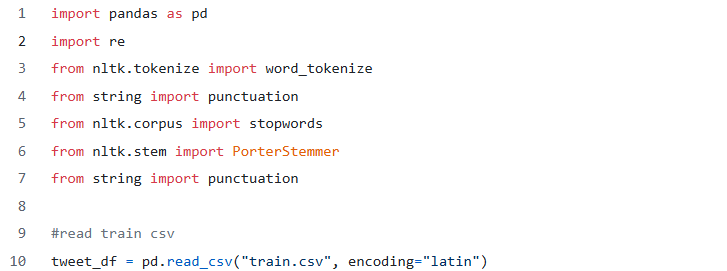 1 import pandas as pd
2 import re
3 from nltk.tokenize import word_tokenize
4 from string import punctuation
5 from nltk.corpus import stopwords
6 from nltk.stem import PorterStemmer
7 from string import punctuation
8
9 #read train csv
10 tweet_df = pd.read_csv("train.csv", encoding="latin")